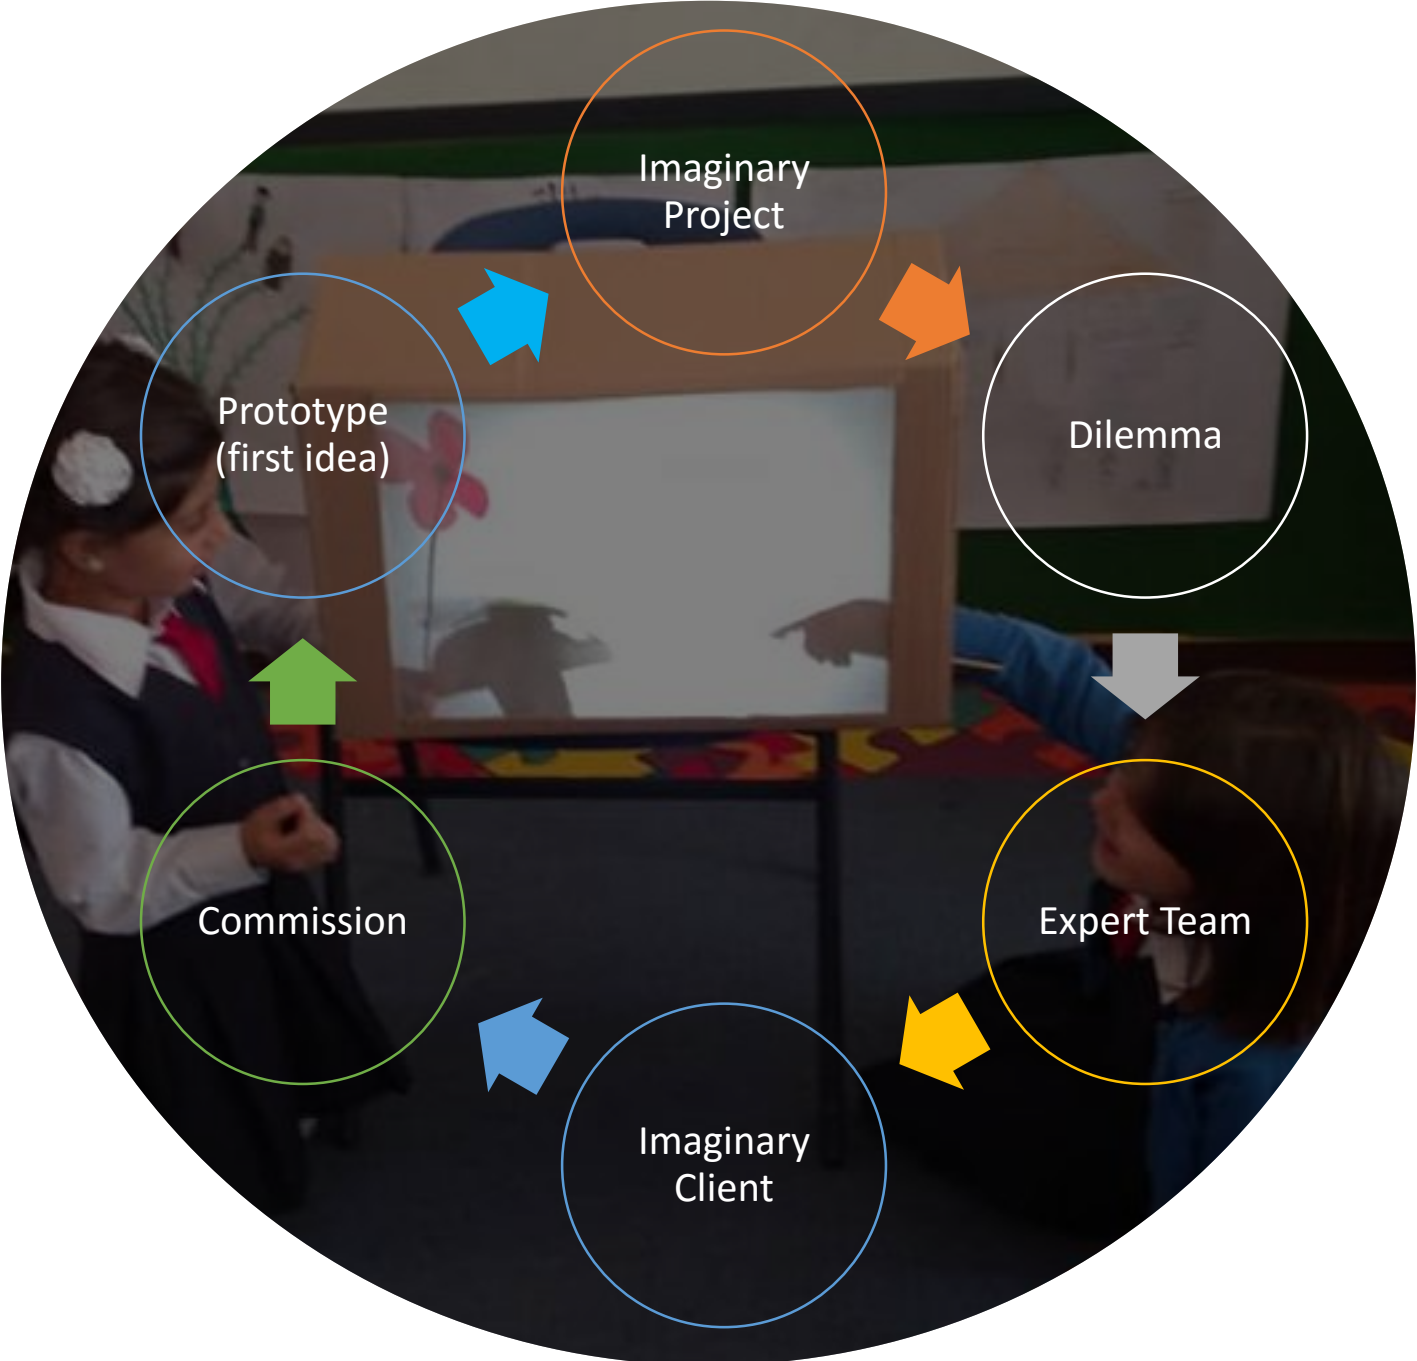 Imaginary
Project
Dilemma
Expert Team
Imaginary
Client
Commission
Prototype
(first idea)